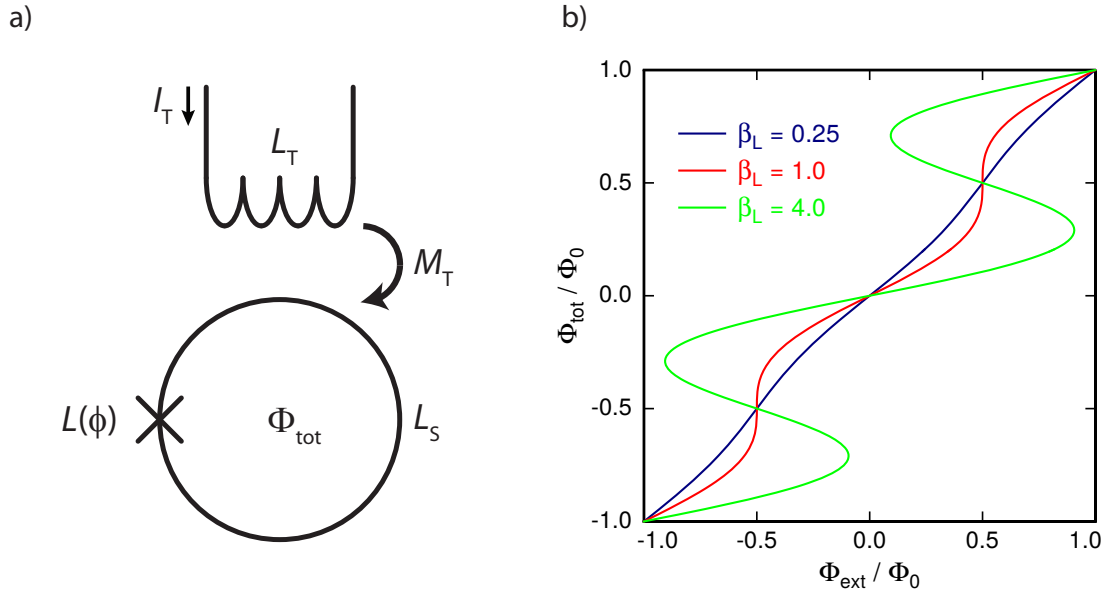 a)
I_T
L_T
M_T
L(ϕ)
Φ_tot
L_S
b)
Φ_tot / Φ_0
1.0
0.5
0.0
-0.5
-1.0
β_L = 0.25
β_L = 1.0
β_L = 4.0
-1.0 -0.5 0.0 0.5 1.0
Φ_ext / Φ_0